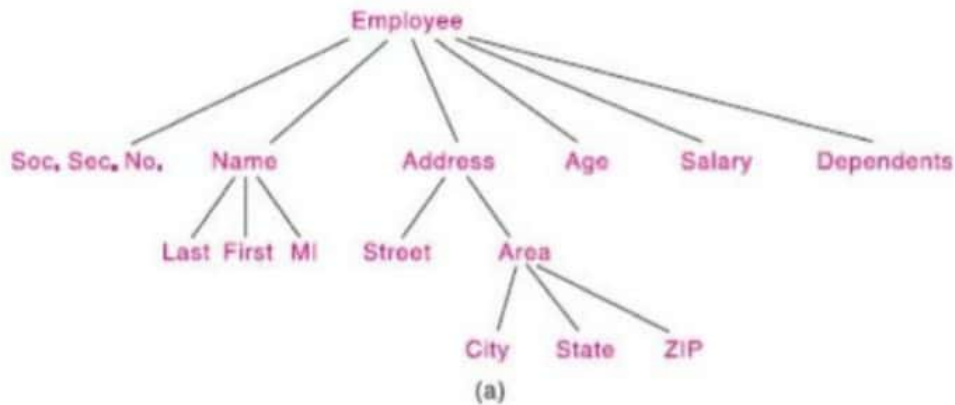 Employee
Soc. Sec. No. Name Address Age Salary Dependents
Last First MI Street Area
City State ZIP
(a)